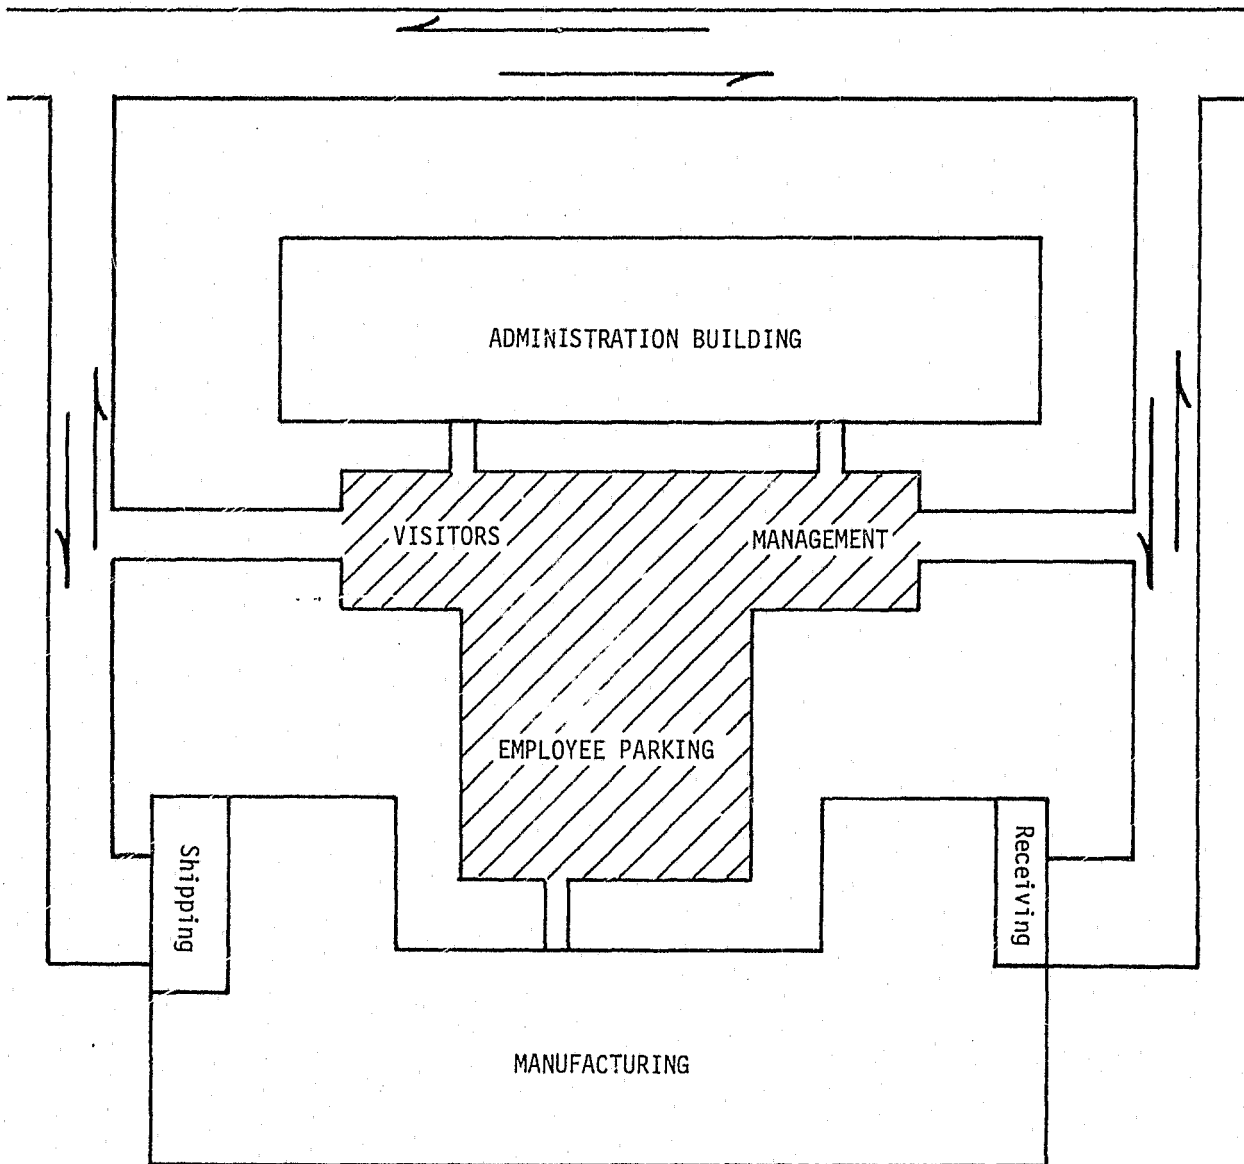 ADMINISTRATION BUILDING
VISITORS
MANAGEMENT
EMPLOYEE PARKING
Shipping
Receiving
MANUFACTURING